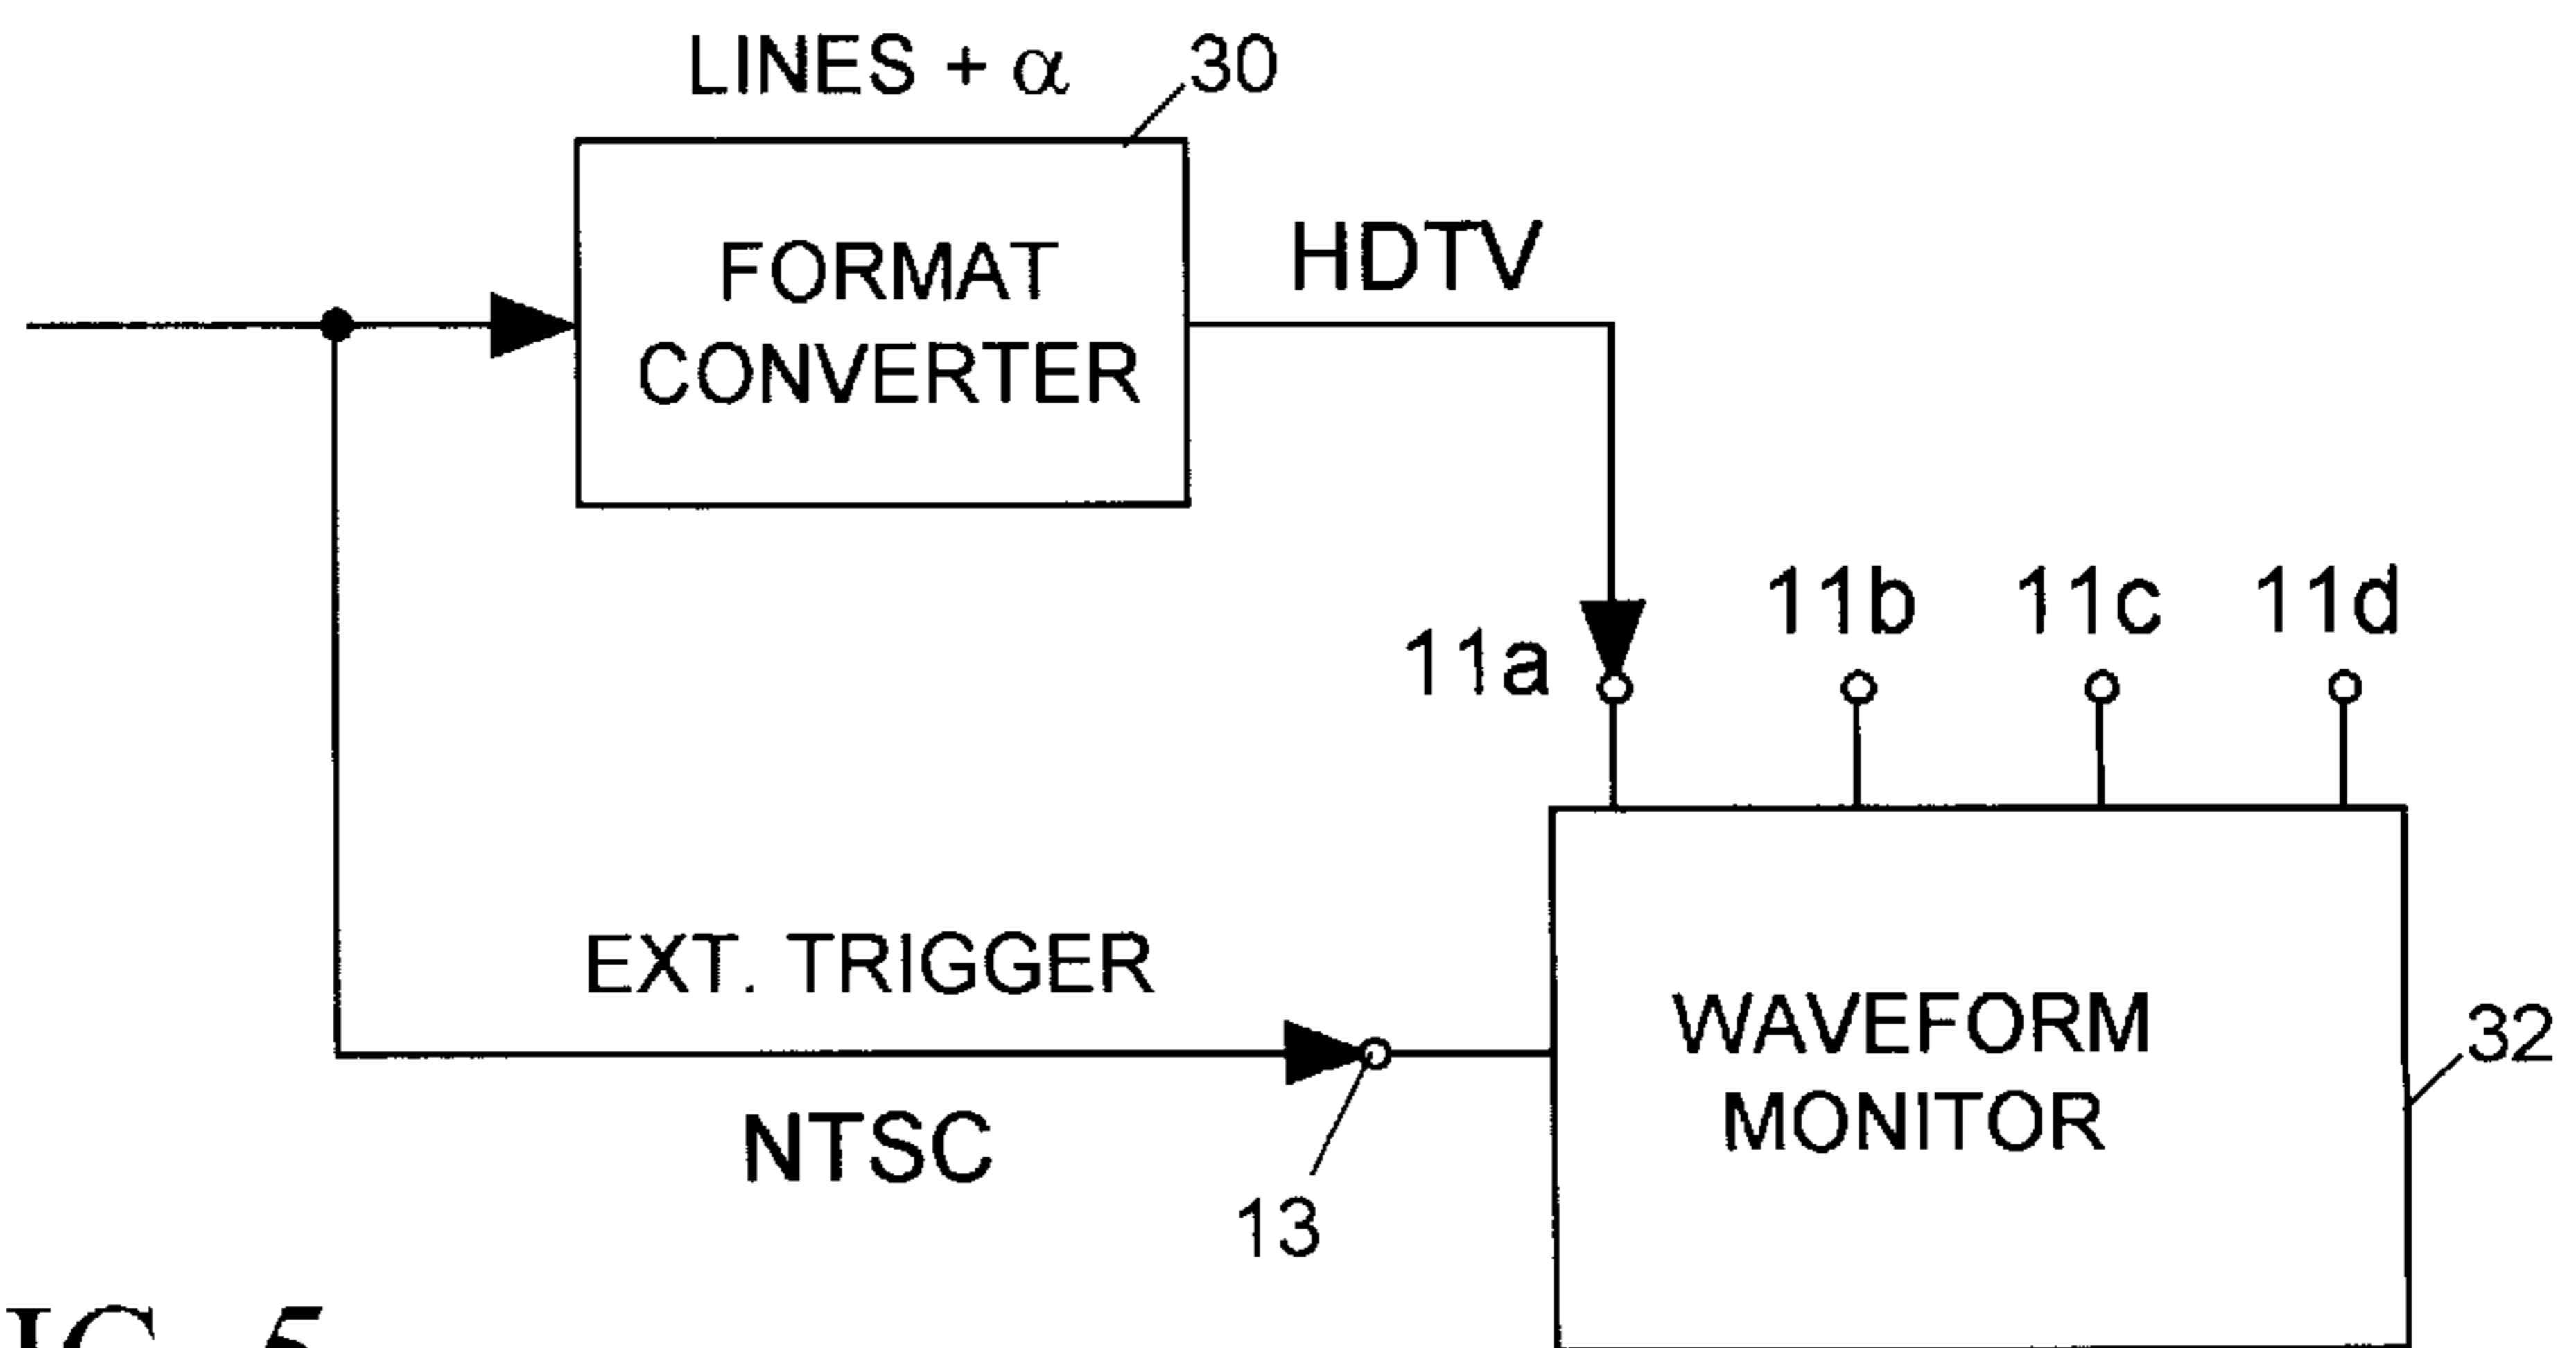 LINES + α
30
FORMAT
CONVERTER
HDTV
11a
11b
11c
11d
EXT. TRIGGER
NTSC
13
WAVEFORM
MONITOR
32